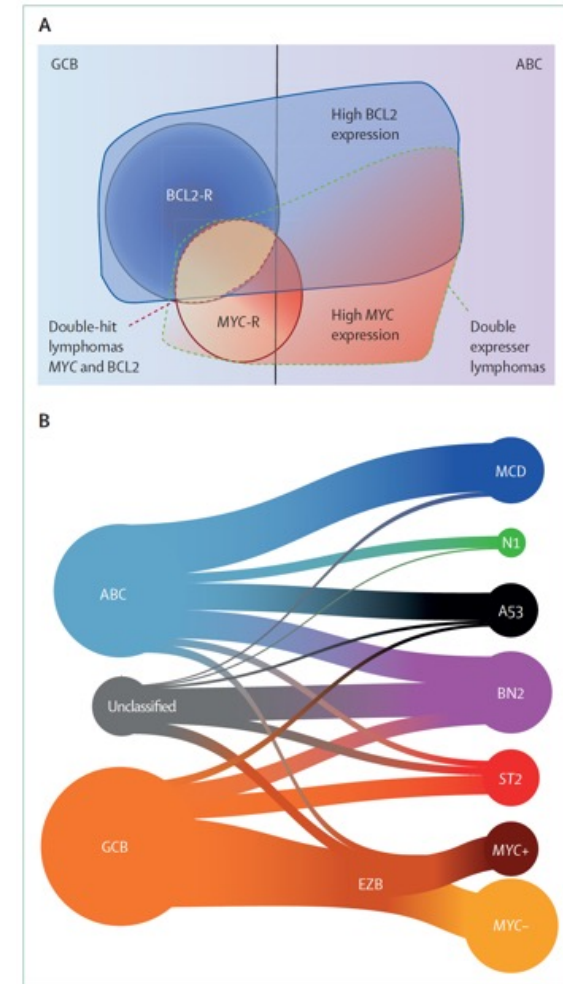 A
GCB
ABC
High BCL2
expression
BCL2-R
MYC-R
High MYC
expression
Double-hit
lymphomas
MYC and BCL2
Double
expresser
lymphomas
B
MCD
N1
ABC
A53
BN2
Unclassified
ST2
GCB
MYC+
EZB
MYC–